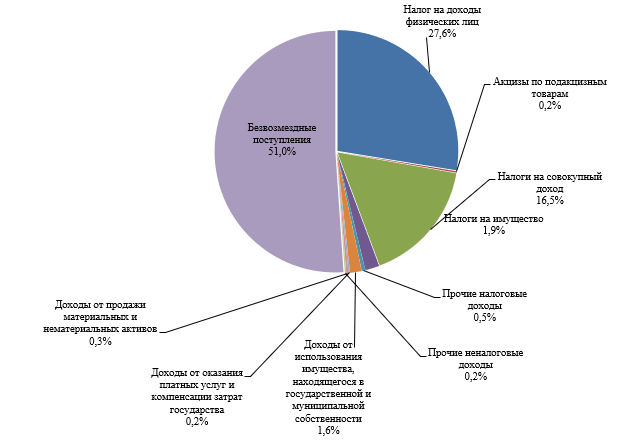 Налог на доходы
физических лиц
27,6%
Акцизы по подакцизным
товарам
0,2%
Безвозмездные
поступления
51,0%
Налоги на совокупный
доход
16,5%
Налоги на имущество
1,9%
Прочие налоговые
доходы
0,5%
Прочие неналоговые
доходы
0,2%
Доходы от
использования
имущества,
находящегося в
государственной и
муниципальной
собственности
1,6%
Доходы от оказания
платных услуг и
компенсации затрат
государства
0,2%
Доходы от продажи
материальных и
нематериальных активов
0,3%